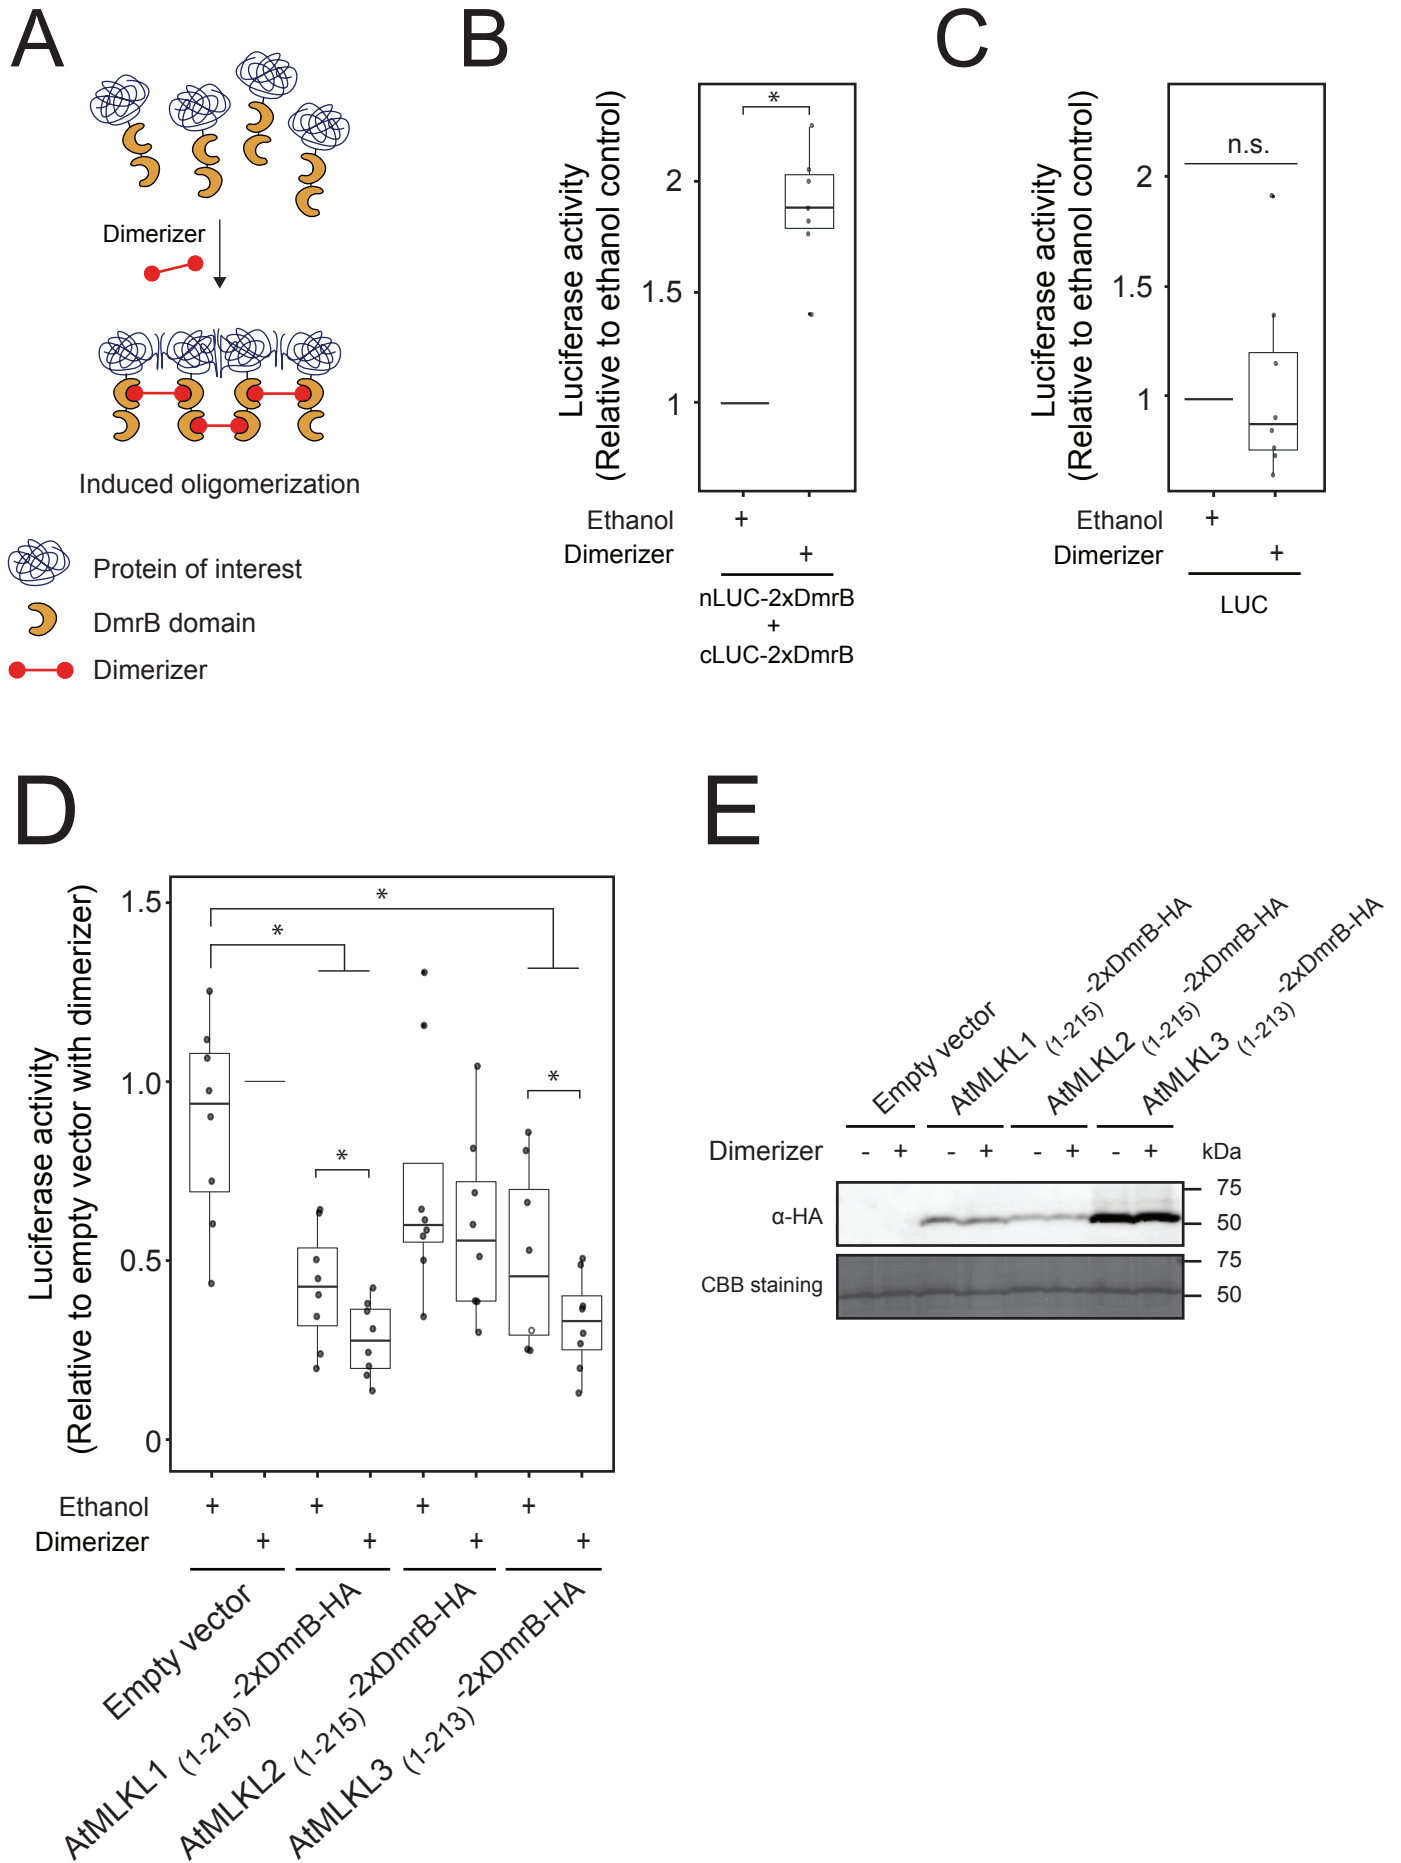 A
Dimerizer
Induced oligomerization
Protein of interest
DmrB domain
Dimerizer
B
Luciferase activity
(Relative to ethanol control)
*
2
1.5
1
Ethanol
+
Dimerizer
+
nLUC-2xDmrB
+
cLUC-2xDmrB
C
Luciferase activity
(Relative to ethanol control)
n.s.
2
1.5
1
Ethanol
+
Dimerizer
+
LUC
D
Luciferase activity
(Relative to empty vector with dimerizer)
1.5
1.0
0.5
0
*
*
*
*
Ethanol + + + +
Dimerizer + + + +
Empty vector
AtMLKL1 (1-215)-2xDmrB-HA
AtMLKL2 (1-215)-2xDmrB-HA
AtMLKL3 (1-213)-2xDmrB-HA
E
Empty vector
AtMLKL1 (1-215)-2xDmrB-HA
AtMLKL2 (1-215)-2xDmrB-HA
AtMLKL3 (1-213)-2xDmrB-HA
Dimerizer - + - + - + - + kDa
α-HA
75
50
CBB staining
75
50